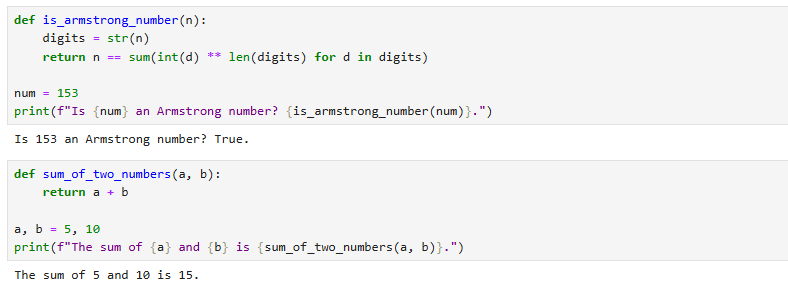 def is_armstrong_number(n):
    digits = str(n)
    return n == sum(int(d) ** len(digits) for d in digits)

num = 153
print(f"Is {num} an Armstrong number? {is_armstrong_number(num)}.")
Is 153 an Armstrong number? True.
def sum_of_two_numbers(a, b):
    return a + b

a, b = 5, 10
print(f"The sum of {a} and {b} is {sum_of_two_numbers(a, b)}.")
The sum of 5 and 10 is 15.